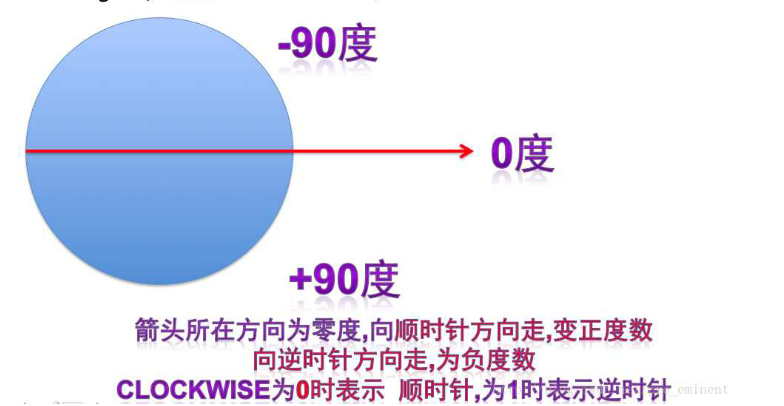 -90度
0度
+90度
箭头所在方向为零度,向顺时针方向走,变正度数
向逆时针方向走,为负度数
CLOCKWISE为0时表示 顺时针,为1时表示逆时针
eminent